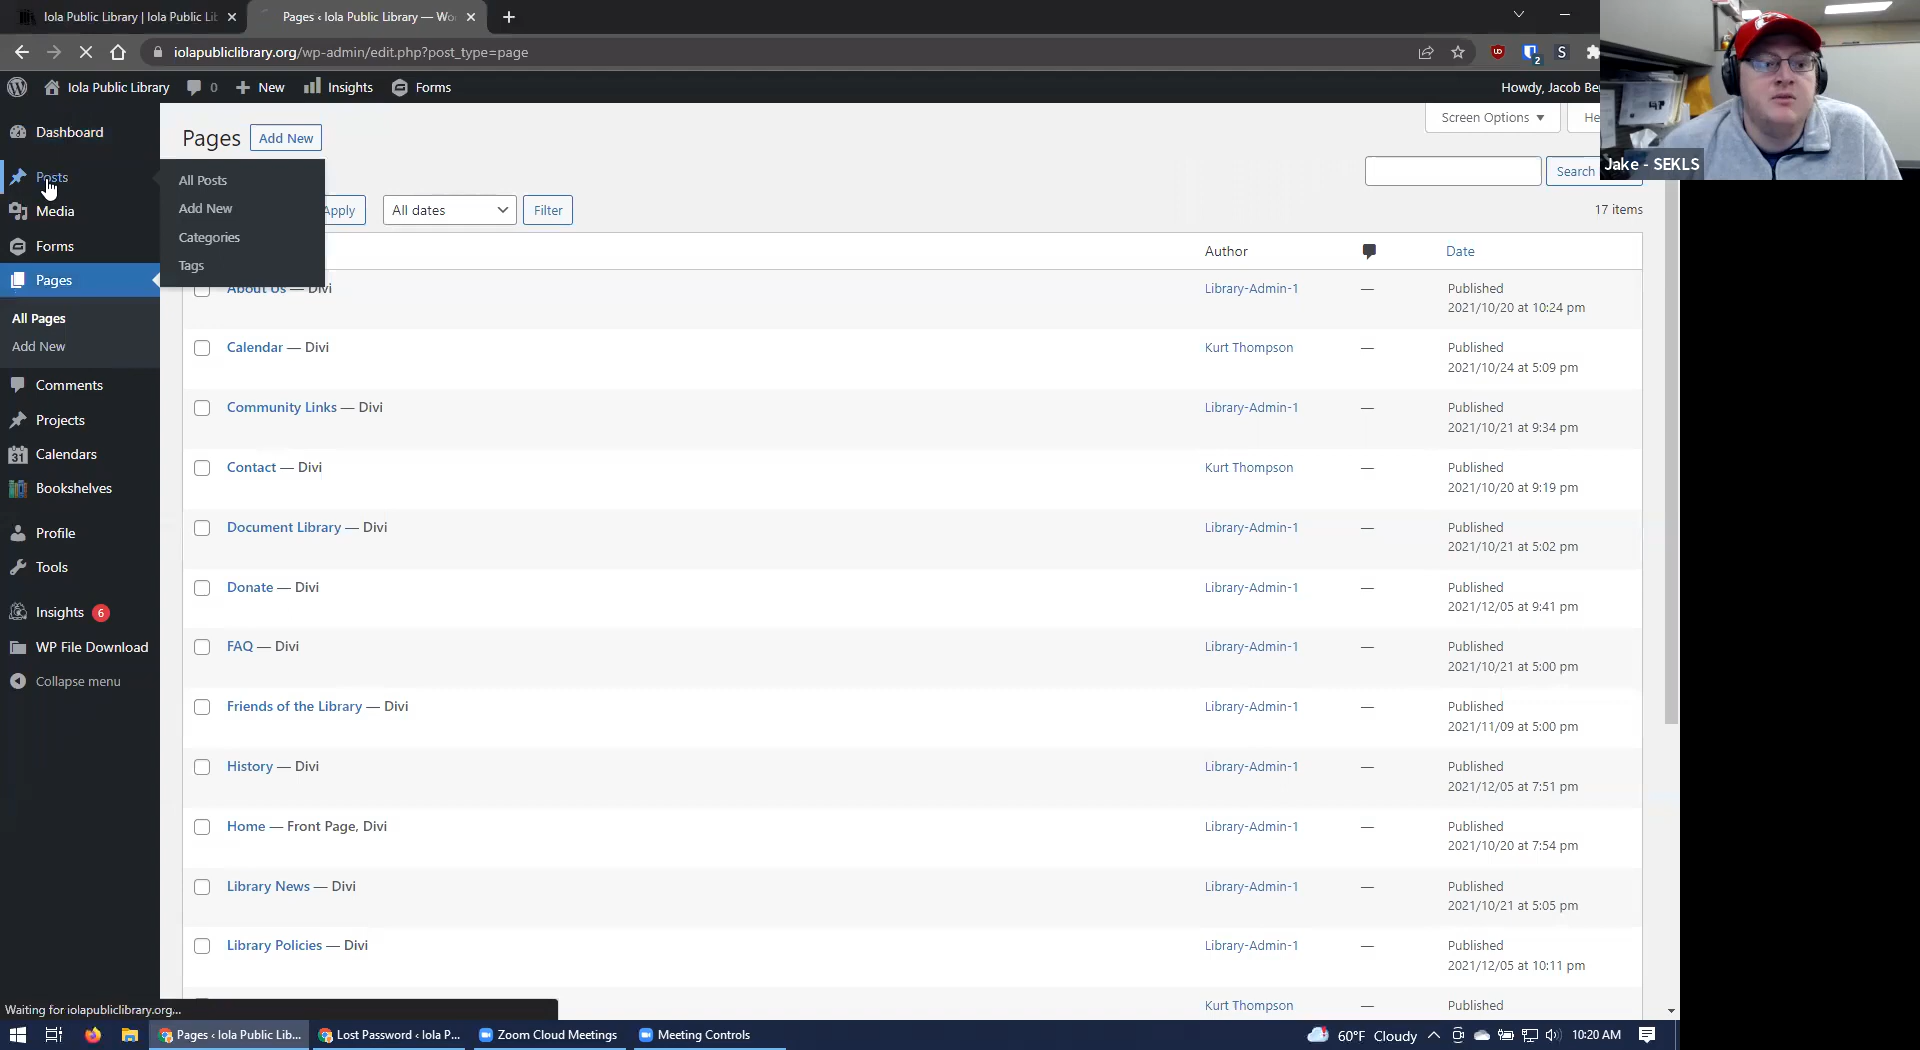 Iola Public Library | Iola Public Lib
Pages ‹ Iola Public Library — Wo
iolapubliclibrary.org/wp-admin/edit.php?post_type=page
S
2
Iola Public Library
0
New
Insights
Forms
Howdy, Jacob Be
Jake - SEKLS
Dashboard
Posts
Media
Forms
Pages
All Pages
Add New
Comments
Projects
31
Calendars
Bookshelves
Profile
Tools
Insights 6
WP File Download
Collapse menu
Pages
Add New
Screen Options
He
All Posts
Add New
Categories
Tags
Search
Apply
All dates
Filter
17 items
Author
Date
About Us — Divi
Library-Admin-1
—
Published
2021/10/20 at 10:24 pm
Calendar — Divi
Kurt Thompson
—
Published
2021/10/24 at 5:09 pm
Community Links — Divi
Library-Admin-1
—
Published
2021/10/21 at 9:34 pm
Contact — Divi
Kurt Thompson
—
Published
2021/10/20 at 9:19 pm
Document Library — Divi
Library-Admin-1
—
Published
2021/10/21 at 5:02 pm
Donate — Divi
Library-Admin-1
—
Published
2021/12/05 at 9:41 pm
FAQ — Divi
Library-Admin-1
—
Published
2021/10/21 at 5:00 pm
Friends of the Library — Divi
Library-Admin-1
—
Published
2021/11/09 at 5:00 pm
History — Divi
Library-Admin-1
—
Published
2021/12/05 at 7:51 pm
Home — Front Page, Divi
Library-Admin-1
—
Published
2021/10/20 at 7:54 pm
Library News — Divi
Library-Admin-1
—
Published
2021/10/21 at 5:05 pm
Library Policies — Divi
Library-Admin-1
—
Published
2021/12/05 at 10:11 pm
Kurt Thompson
—
Published
Waiting for iolapubliclibrary.org...
Pages ‹ Iola Public Lib...
Lost Password ‹ Iola P...
Zoom Cloud Meetings
Meeting Controls
60°F Cloudy
10:20 AM